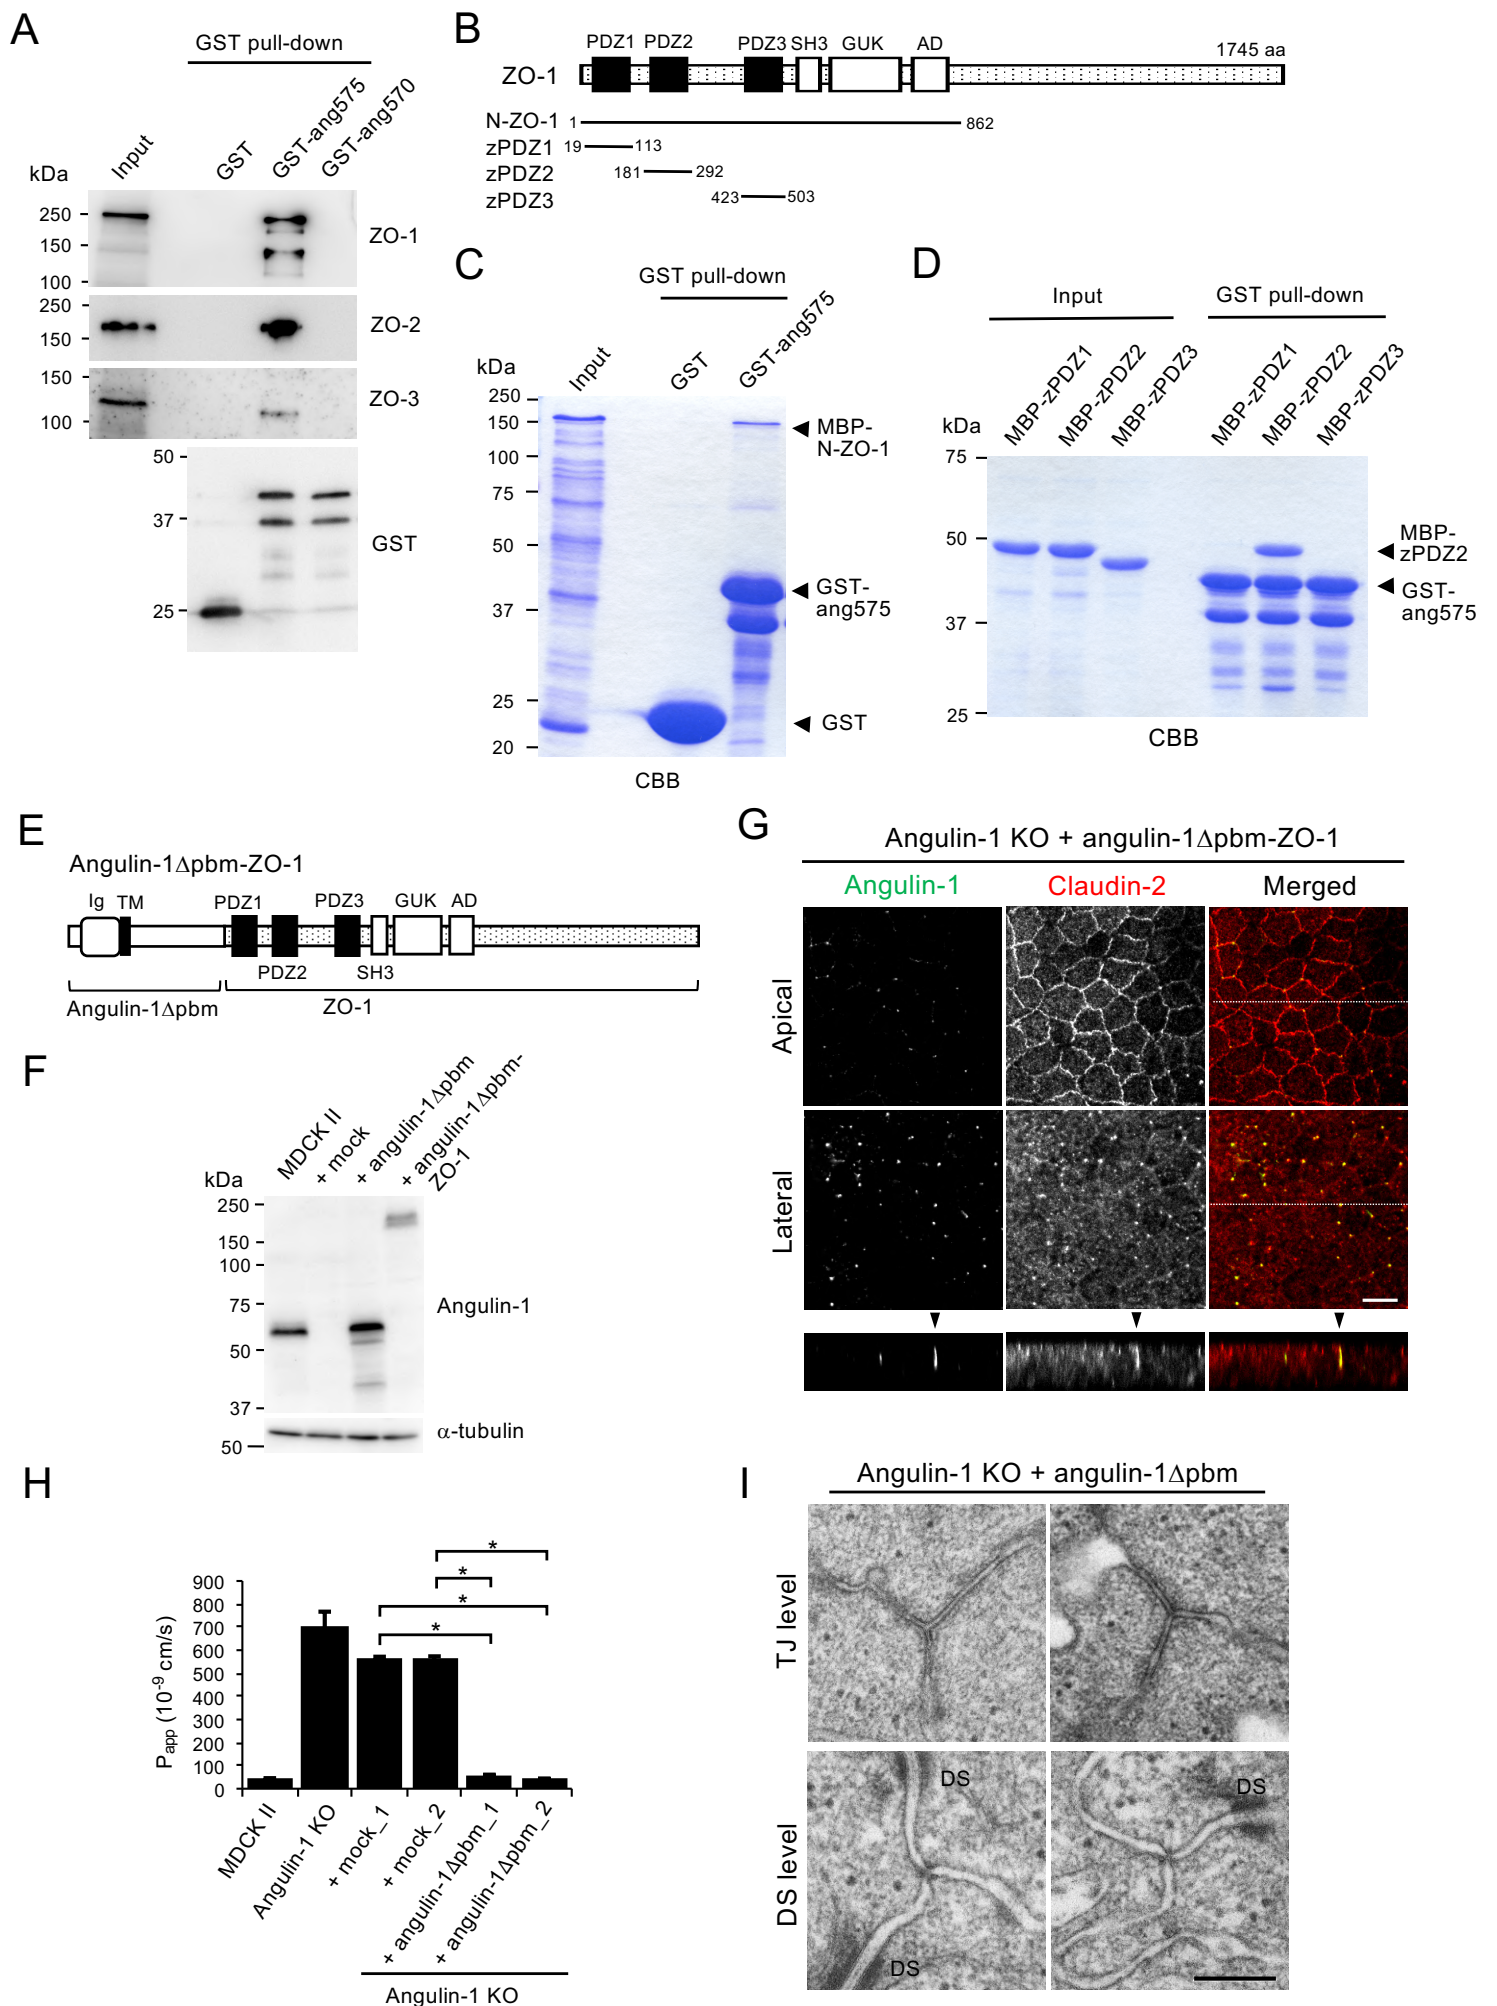 A
GST pull-down
Input
GST
GST-ang575
GST-ang570
kDa
250
150
100
ZO-1
250
150
ZO-2
150
100
ZO-3
50
37
25
GST
B
PDZ1 PDZ2 PDZ3 SH3 GUK AD
1745 aa
ZO-1
N-ZO-1 1 862
zPDZ1 19 113
zPDZ2 181 292
zPDZ3 423 503
C
GST pull-down
Input
GST
GST-ang575
kDa
250
150
100
75
50
37
25
20
MBP-
N-ZO-1
GST-
ang575
GST
CBB
D
Input
GST pull-down
MBP-zPDZ1
MBP-zPDZ2
MBP-zPDZ3
MBP-zPDZ1
MBP-zPDZ2
MBP-zPDZ3
kDa
75
50
37
25
MBP-
zPDZ2
GST-
ang575
CBB
E
Angulin-1Δpbm-ZO-1
Ig TM PDZ1 PDZ3 GUK AD
PDZ2 SH3
Angulin-1Δpbm ZO-1
F
MDCK II
+ mock
+ angulin-1Δpbm
+ angulin-1Δpbm-
ZO-1
kDa
250
150
100
75
50
37
Angulin-1
50
α-tubulin
G
Angulin-1 KO + angulin-1Δpbm-ZO-1
Angulin-1 Claudin-2 Merged
Apical
Lateral
H
Papp (10-9 cm/s)
900
800
700
600
500
400
300
200
100
0
*
*
*
*
MDCK II
Angulin-1 KO
+ mock_1
+ mock_2
+ angulin-1Δpbm_1
+ angulin-1Δpbm_2
Angulin-1 KO
I
Angulin-1 KO + angulin-1Δpbm
TJ level
DS level
DS
DS
DS